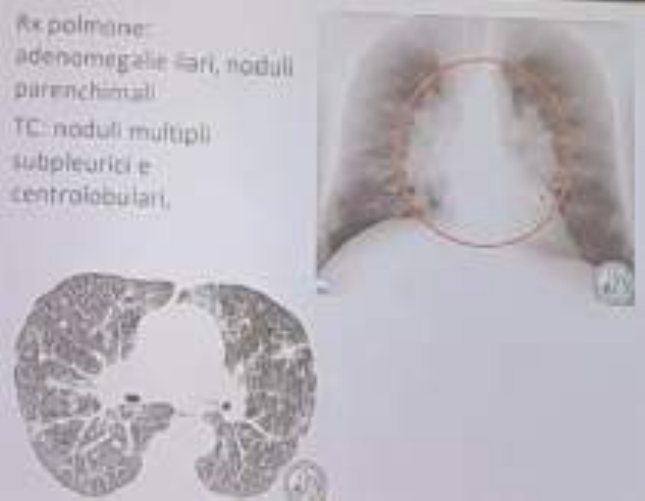 Rx polmone:
adenomegalie ilari, noduli
parenchimali
TC: noduli multipli
subpleurici e
centrolobulari.